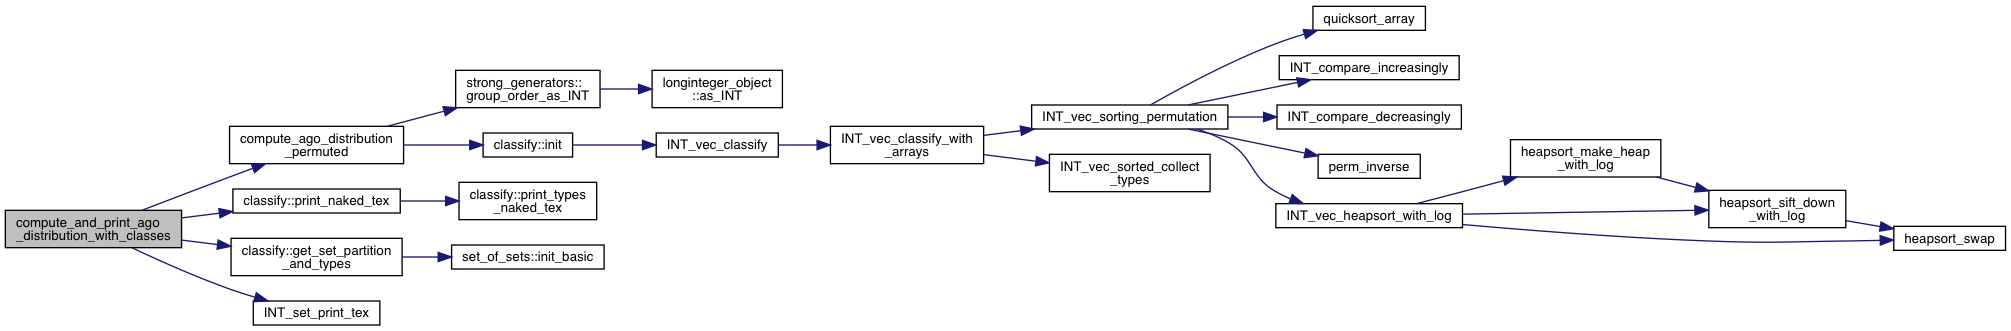 compute_and_print_ago
_distribution_with_classes
compute_ago_distribution
_permuted
classify::print_naked_tex
classify::get_set_partition
_and_types
INT_set_print_tex
strong_generators::
group_order_as_INT
classify::init
classify::print_types
_naked_tex
set_of_sets::init_basic
longinteger_object
::as_INT
INT_vec_classify
INT_vec_classify_with
_arrays
INT_vec_sorting_permutation
INT_vec_sorted_collect
_types
quicksort_array
INT_compare_increasingly
INT_compare_decreasingly
perm_inverse
INT_vec_heapsort_with_log
heapsort_make_heap
_with_log
heapsort_sift_down
_with_log
heapsort_swap